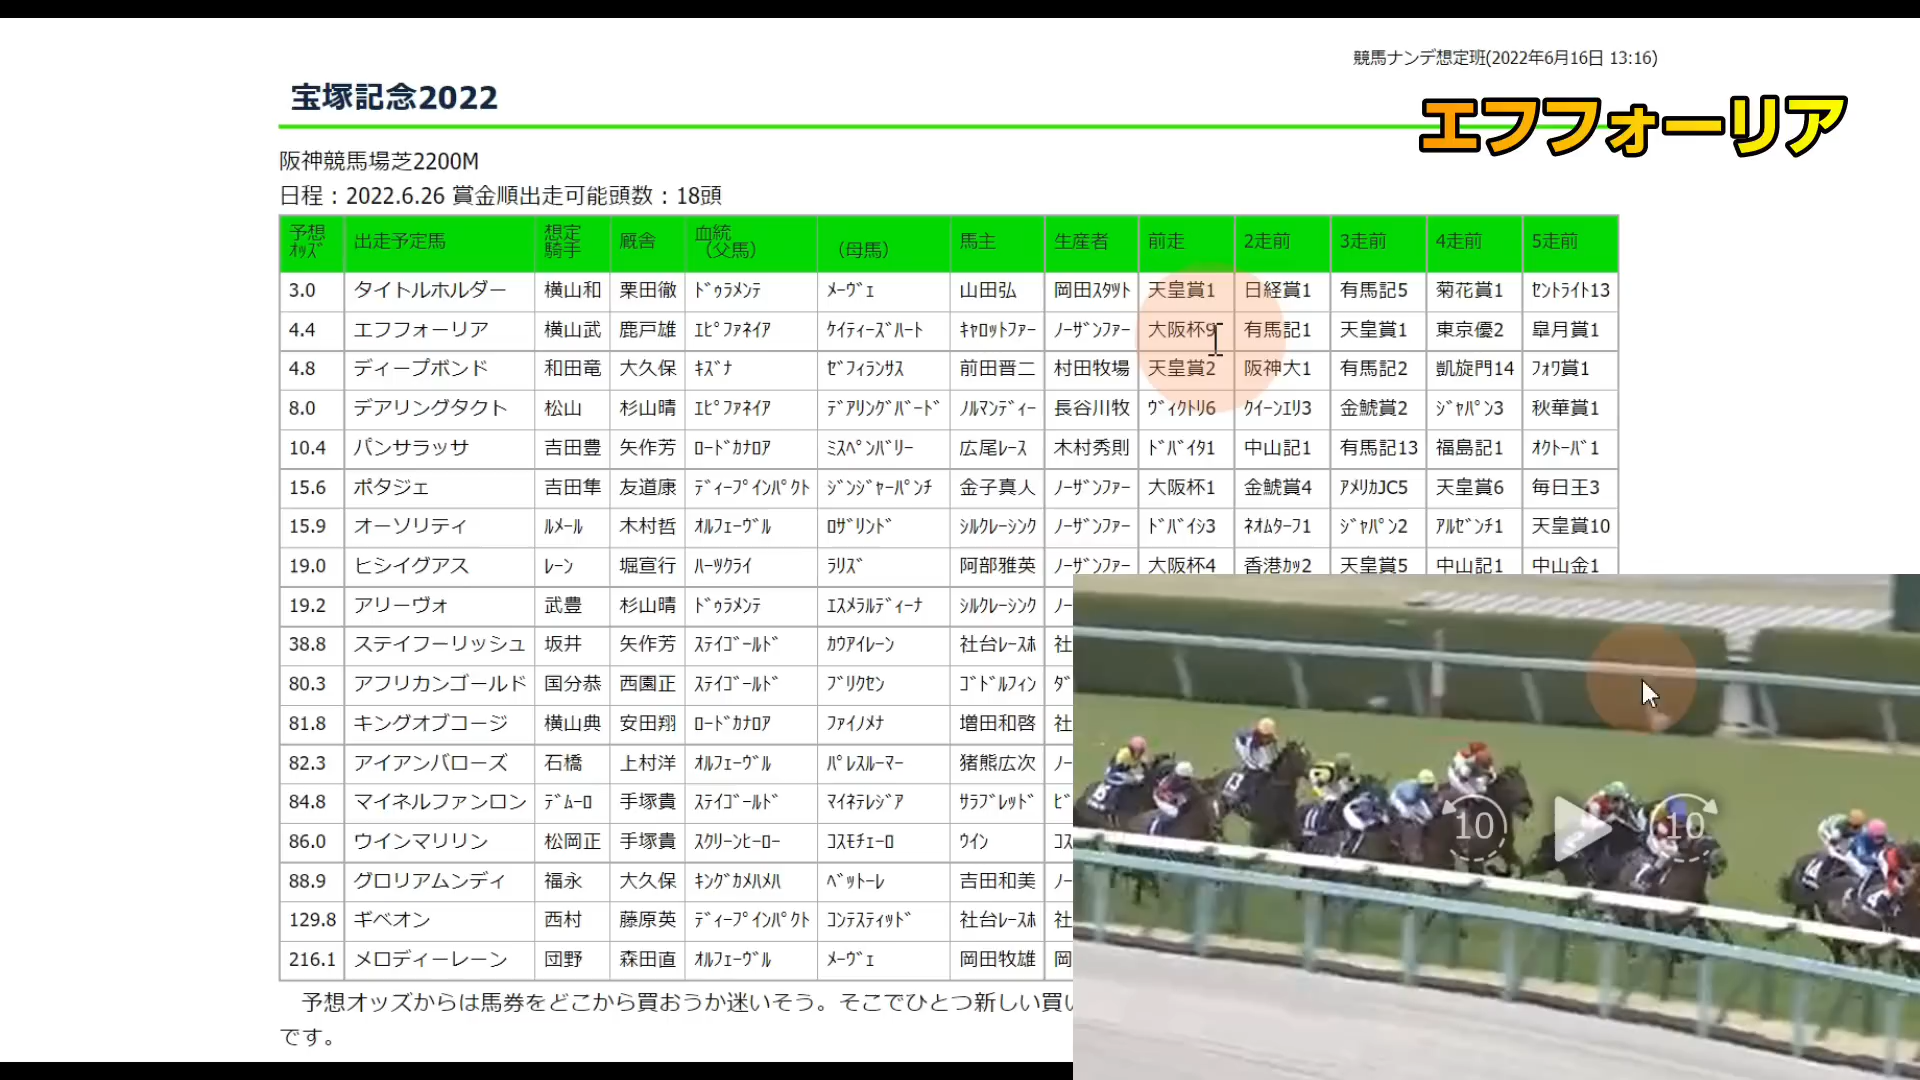 競馬ナンデ想定班(2022年6月16日 13:16)
宝塚記念2022
エフフォーリア
阪神競馬場芝2200M
日程：2022.6.26 賞金順出走可能頭数：18頭
予想ｵｯｽﾞ 出走予定馬 想定騎手 厩舎 血統（父馬） （母馬） 馬主 生産者 前走 2走前 3走前 4走前 5走前
3.0 タイトルホルダー 横山和 栗田徹 ﾄﾞｩﾗﾒﾝﾃ ﾒｰｳﾞｪ 山田弘 岡田ｽﾀｯﾄ 天皇賞1 日経賞1 有馬記5 菊花賞1 ｾﾝﾄﾗｲﾄ13
4.4 エフフォーリア 横山武 鹿戸雄 ｴﾋﾟﾌｧﾈｲｱ ｹｲﾃｨｰｽﾞﾊｰﾄ ｷｬﾛｯﾄﾌｧｰ ﾉｰｻﾞﾝﾌｧｰ 大阪杯9 有馬記1 天皇賞1 東京優2 皐月賞1
4.8 ディープボンド 和田竜 大久保 ｷｽﾞﾅ ｾﾞﾌｨﾗﾝｻｽ 前田晋二 村田牧場 天皇賞2 阪神大1 有馬記2 凱旋門14 ﾌｫﾜ賞1
8.0 デアリングタクト 松山 杉山晴 ｴﾋﾟﾌｧﾈｲｱ ﾃﾞｱﾘﾝｸﾞﾊﾞｰﾄﾞ ﾉﾙﾏﾝﾃﾞｨｰ 長谷川牧 ｳﾞｨｸﾄﾘ6 ｸｲｰﾝｴﾘ3 金鯱賞2 ｼﾞｬﾊﾟﾝ3 秋華賞1
10.4 パンサラッサ 吉田豊 矢作芳 ﾛｰﾄﾞｶﾅﾛｱ ﾐｽﾍﾟﾝﾊﾞﾘｰ 広尾ﾚｰｽ 木村秀則 ﾄﾞﾊﾞｲﾀ1 中山記1 有馬記13 福島記1 ｵｸﾄｰﾊﾞ1
15.6 ポタジェ 吉田隼 友道康 ﾃﾞｨｰﾌﾟｲﾝﾊﾟｸﾄ ｼﾞﾝｼﾞｬｰﾊﾟﾝﾁ 金子真人 ﾉｰｻﾞﾝﾌｧｰ 大阪杯1 金鯱賞4 ｱﾒﾘｶJC5 天皇賞6 毎日王3
15.9 オーソリティ ﾙﾒｰﾙ 木村哲 ｵﾙﾌｪｰｳﾞﾙ ﾛｻﾞﾘﾝﾄﾞ ｼﾙｸﾚｰｼﾝｸ ﾉｰｻﾞﾝﾌｧｰ ﾄﾞﾊﾞｲｼ3 ﾈｵﾑﾀｰﾌ1 ｼﾞｬﾊﾟﾝ2 ｱﾙｾﾞﾝﾁ1 天皇賞10
19.0 ヒシイグアス ﾚｰﾝ 堀宣行 ﾊｰﾂｸﾗｲ ﾗﾘｽﾞ 阿部雅英 ﾉｰｻﾞﾝﾌｧｰ 大阪杯4 香港ｶｯ2 天皇賞5 中山記1 中山金1
19.2 アリーヴォ 武豊 杉山晴 ﾄﾞｩﾗﾒﾝﾃ ｴｽﾒﾗﾙﾃﾞｨｰﾅ ｼﾙｸﾚｰｼﾝｸ ﾉｰ
38.8 ステイフーリッシュ 坂井 矢作芳 ｽﾃｲｺﾞｰﾙﾄﾞ ｶｳｱｲﾚｰﾝ 社台ﾚｰｽﾎ 社
80.3 アフリカンゴールド 国分恭 西園正 ｽﾃｲｺﾞｰﾙﾄﾞ ﾌﾞﾘｸｾﾝ ｺﾞﾄﾞﾙﾌｨﾝ ﾀﾞ
81.8 キングオブコージ 横山典 安田翔 ﾛｰﾄﾞｶﾅﾛｱ ﾌｧｲﾉﾒﾅ 増田和啓 社
82.3 アイアンバローズ 石橋 上村洋 ｵﾙﾌｪｰｳﾞﾙ ﾊﾟﾚｽﾙｰﾏｰ 猪熊広次 ﾉｰ
84.8 マイネルファンロン ﾃﾞﾑｰﾛ 手塚貴 ｽﾃｲｺﾞｰﾙﾄﾞ ﾏｲﾈﾃﾚｼﾞｱ ｻﾗﾌﾞﾚｯﾄﾞ ﾋﾞ
86.0 ウインマリリン 松岡正 手塚貴 ｽｸﾘｰﾝﾋｰﾛｰ ｺｽﾓﾁｪｰﾛ ｳｲﾝ ｺｽ
88.9 グロリアムンディ 福永 大久保 ｷﾝｸﾞｶﾒﾊﾒﾊ ﾍﾞｯﾄｰﾚ 吉田和美 ﾉｰ
129.8 ギベオン 西村 藤原英 ﾃﾞｨｰﾌﾟｲﾝﾊﾟｸﾄ ｺﾝﾃｽﾃｨｯﾄﾞ 社台ﾚｰｽﾎ 社
216.1 メロディーレーン 団野 森田直 ｵﾙﾌｪｰｳﾞﾙ ﾒｰｳﾞｪ 岡田牧雄 岡
予想オッズからは馬券をどこから買おうか迷いそう。そこでひとつ新しい買い
です。
10 10